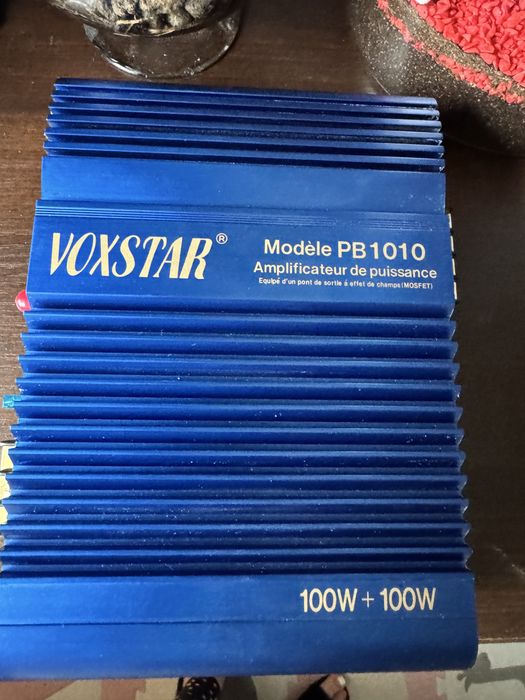 VOXSTAR®
Modèle PB1010
Amplificateur de puissance
Equipé d'un pont de sortie à effet de champs (MOSFET)
100W + 100W